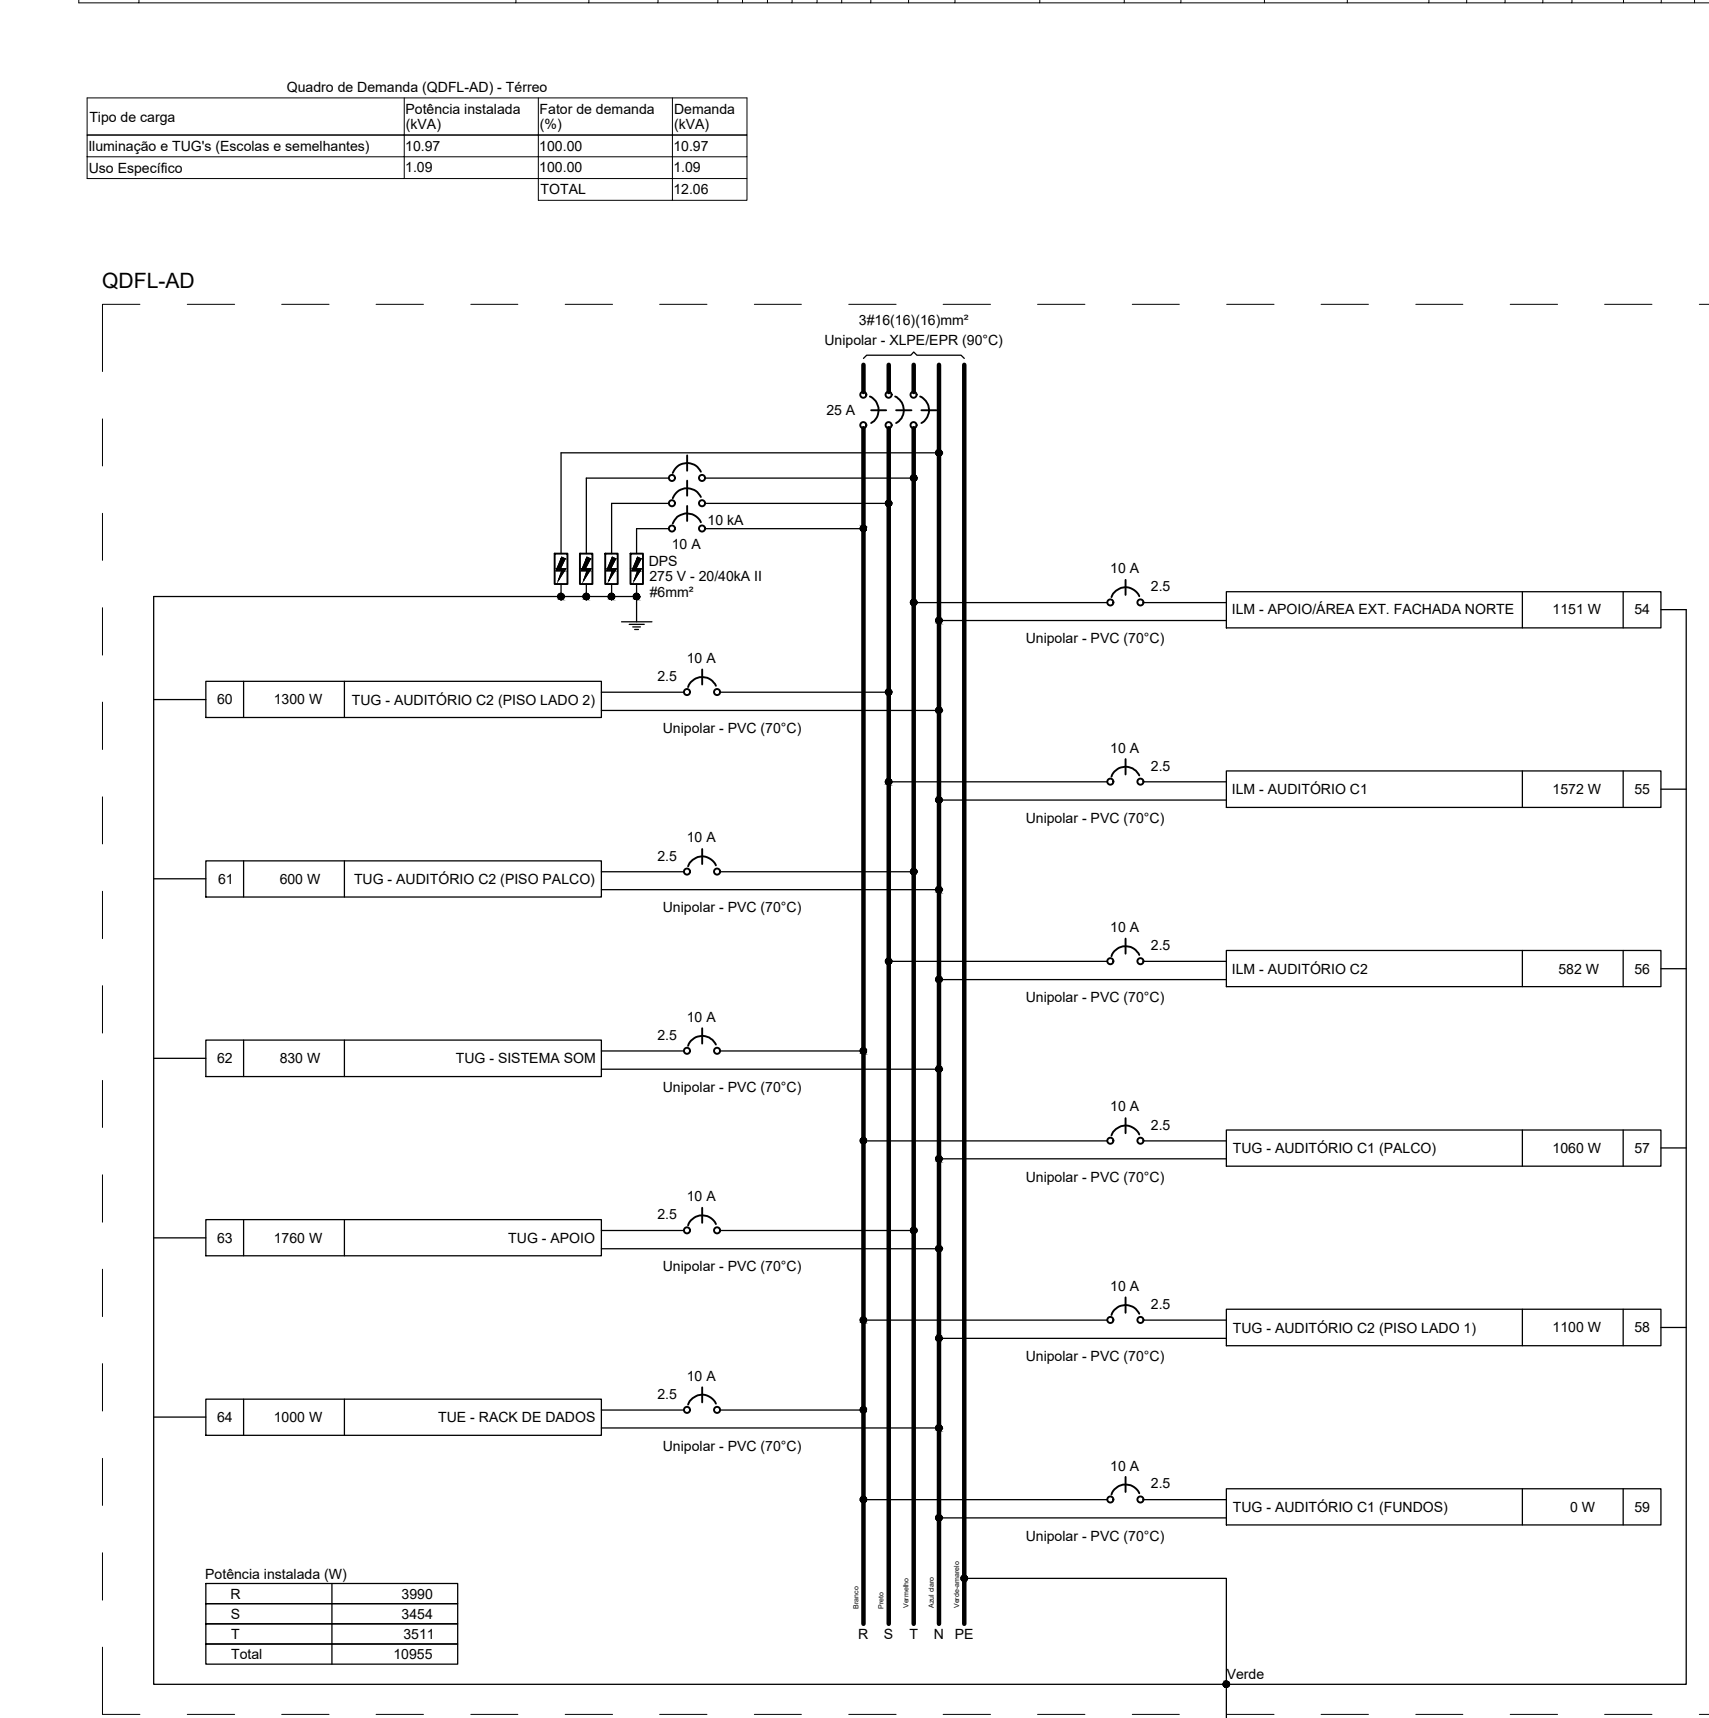 Quadro de Demanda (QDFL-AD) - Térreo
Tipo de carga Potência instalada (kVA) Fator de demanda (%) Demanda (kVA)
Iluminação e TUG's (Escolas e semelhantes) 10.97 100.00 10.97
Uso Específico 1.09 100.00 1.09
TOTAL 12.06
QDFL-AD
3#16(16)(16)mm²
Unipolar - XLPE/EPR (90°C)
25 A
10 kA
10 A
DPS
275 V - 20/40kA II
#6mm²
10 A
2.5
ILM - APOIO/ÁREA EXT. FACHADA NORTE 1151 W 54
Unipolar - PVC (70°C)
10 A
2.5
60 1300 W TUG - AUDITÓRIO C2 (PISO LADO 2)
Unipolar - PVC (70°C)
10 A
2.5
ILM - AUDITÓRIO C1 1572 W 55
Unipolar - PVC (70°C)
10 A
2.5
61 600 W TUG - AUDITÓRIO C2 (PISO PALCO)
Unipolar - PVC (70°C)
10 A
2.5
ILM - AUDITÓRIO C2 582 W 56
Unipolar - PVC (70°C)
10 A
2.5
62 830 W TUG - SISTEMA SOM
Unipolar - PVC (70°C)
10 A
2.5
TUG - AUDITÓRIO C1 (PALCO) 1060 W 57
Unipolar - PVC (70°C)
10 A
2.5
63 1760 W TUG - APOIO
Unipolar - PVC (70°C)
10 A
2.5
TUG - AUDITÓRIO C2 (PISO LADO 1) 1100 W 58
Unipolar - PVC (70°C)
10 A
2.5
64 1000 W TUE - RACK DE DADOS
Unipolar - PVC (70°C)
10 A
2.5
TUG - AUDITÓRIO C1 (FUNDOS) 0 W 59
Unipolar - PVC (70°C)
Potência instalada (W)
R 3990
S 3454
T 3511
Total 10955
Branco Preto Vermelho Azul claro Verde-amarelo
R S T N PE
Verde